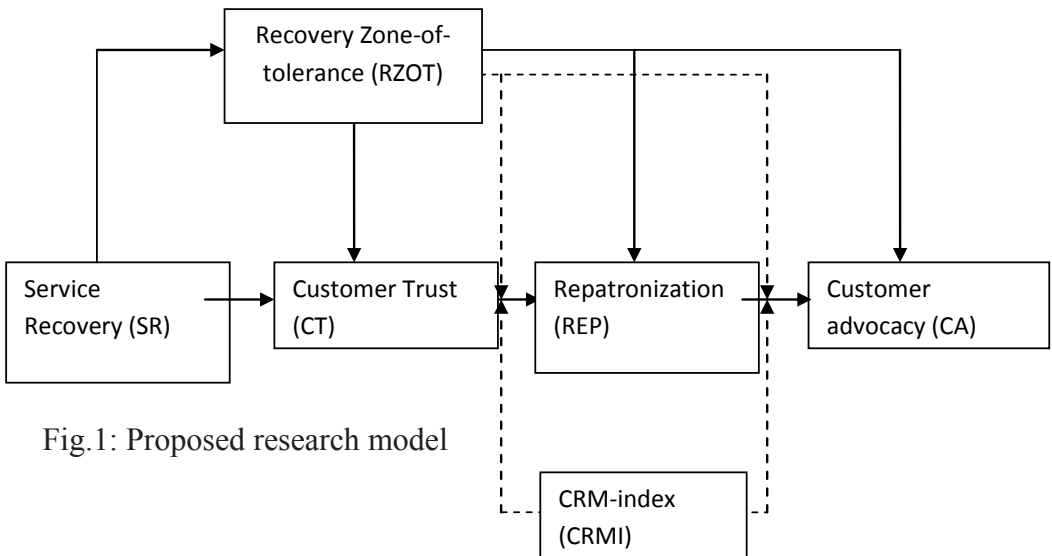 Recovery Zone-of-
tolerance (RZOT)
Service
Recovery (SR)
Customer Trust
(CT)
Repatronization
(REP)
Customer
advocacy (CA)
Fig.1: Proposed research model
CRM-index
(CRMI)